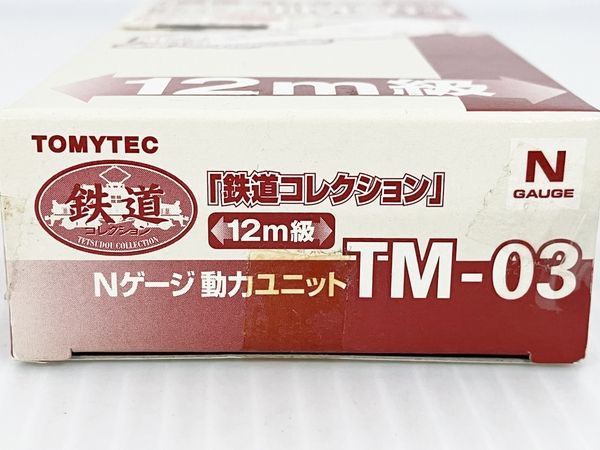 12m級
TOMYTEC
鉄道
コレクション
TETSUDOU COLLECTION
「鉄道コレクション」
12m級
Nゲージ 動力ユニット TM-03
N
GAUGE